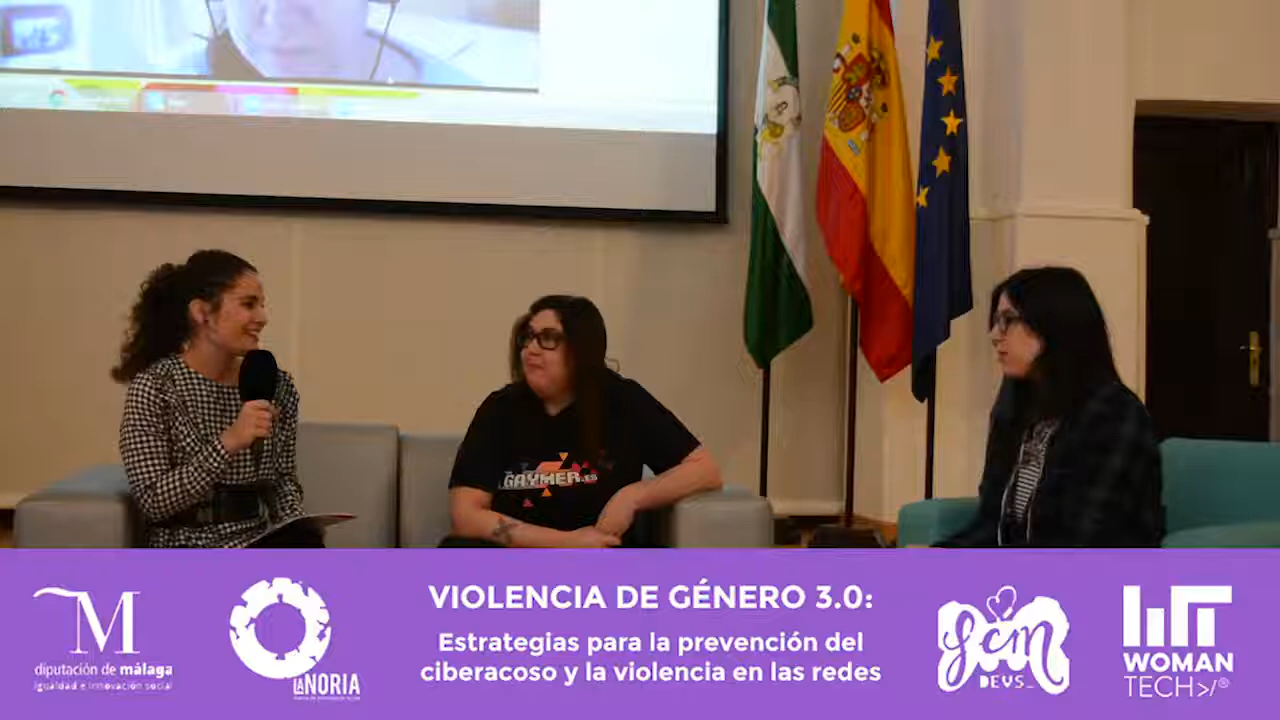 GAYMER.ES
VIOLENCIA DE GÉNERO 3.0:
Estrategias para la prevención del
ciberacoso y la violencia en las redes
M
diputación de málaga
igualdad e innovación social
LA NORIA
gcm
DEVS_
WOMAN
TECH>/®